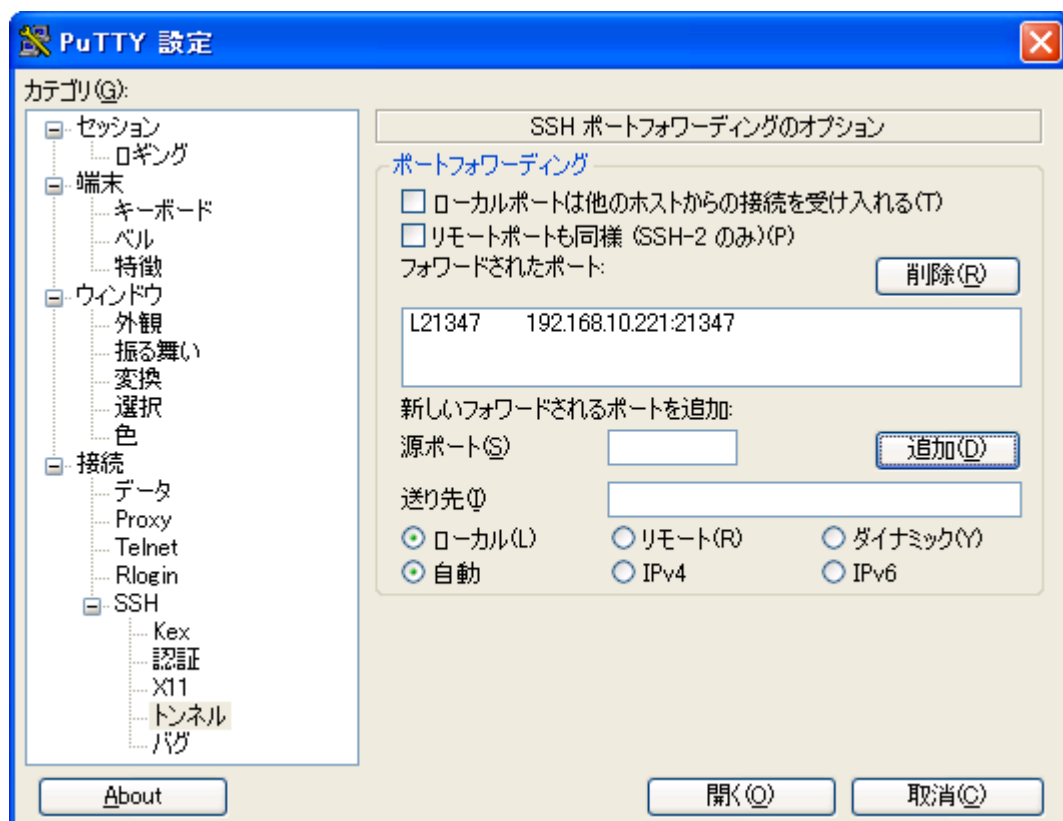 PuTTY 設定
カテゴリ(G):
セッション
ロギング
端末
キーボード
ベル
特徴
ウィンドウ
外観
振る舞い
変換
選択
色
接続
データ
Proxy
Telnet
Rlogin
SSH
Kex
認証
X11
トンネル
バグ
SSH ポートフォワーディングのオプション
ポートフォワーディング
ローカルポートは他のホストからの接続を受け入れる(T)
リモートポートも同様 (SSH-2 のみ)(P)
フォワードされたポート:
削除(R)
L21347 192.168.10.221:21347
新しいフォワードされるポートを追加:
源ポート(S)
追加(D)
送り先(I)
ローカル(L) リモート(R) ダイナミック(Y)
自動 IPv4 IPv6
About 開く(O) 取消(C)